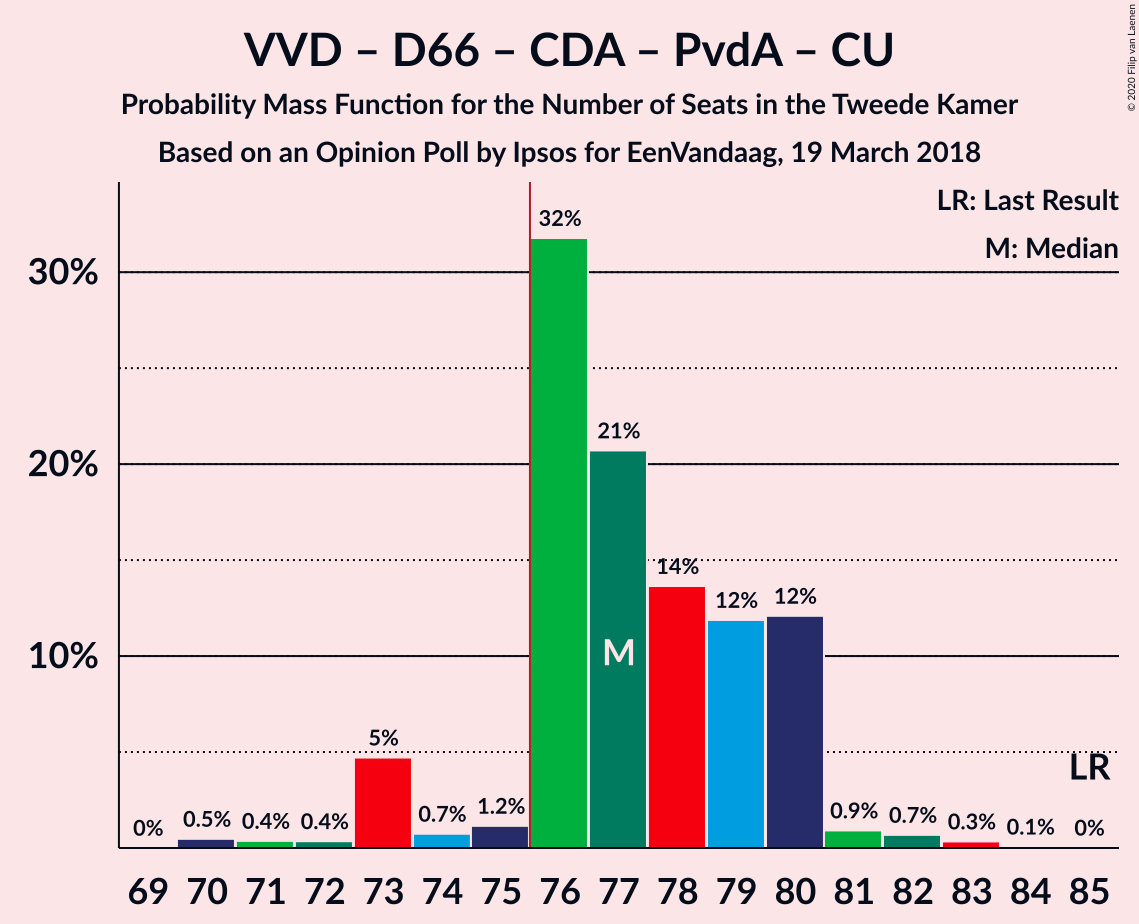 VVD – D66 – CDA – PvdA – CU
Probability Mass Function for the Number of Seats in the Tweede Kamer
Based on an Opinion Poll by Ipsos for EenVandaag, 19 March 2018
© 2020 Filip van Laenen
LR: Last Result
M: Median
30%
20%
10%
0%
0.5%
0.4%
0.4%
5%
0.7%
1.2%
32%
21%
14%
12%
12%
0.9%
0.7%
0.3%
0.1%
0%
M
LR
69 70 71 72 73 74 75 76 77 78 79 80 81 82 83 84 85